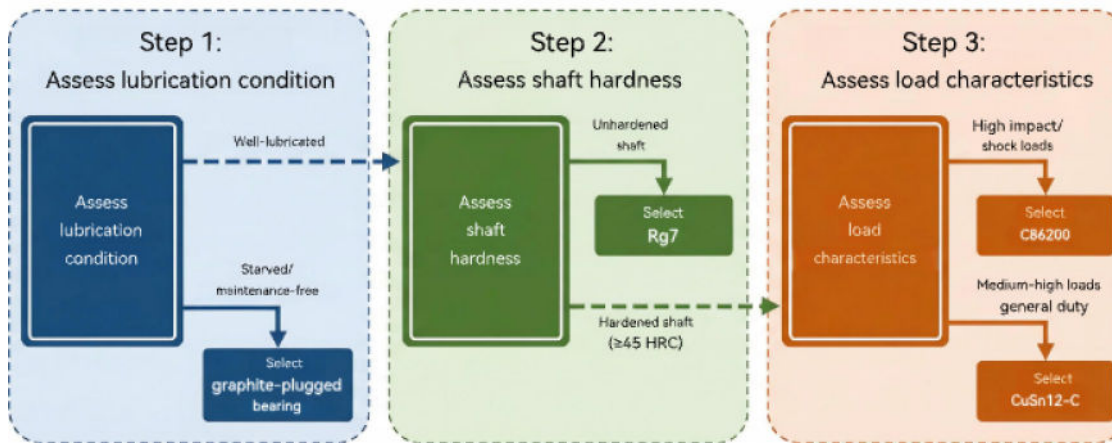 Step 1:
Assess lubrication condition
Assess
lubrication
condition
Well-lubricated
Starved/
maintenance-free
Select
graphite-plugged
bearing
Step 2:
Assess shaft hardness
Assess
shaft
hardness
Unhardened
shaft
Select
Rg7
Hardened shaft
(≥45 HRC)
Step 3:
Assess load characteristics
Assess
load
characteristics
High impact/
shock loads
Select
C86200
Medium-high loads
general duty
Select
CuSn12-C